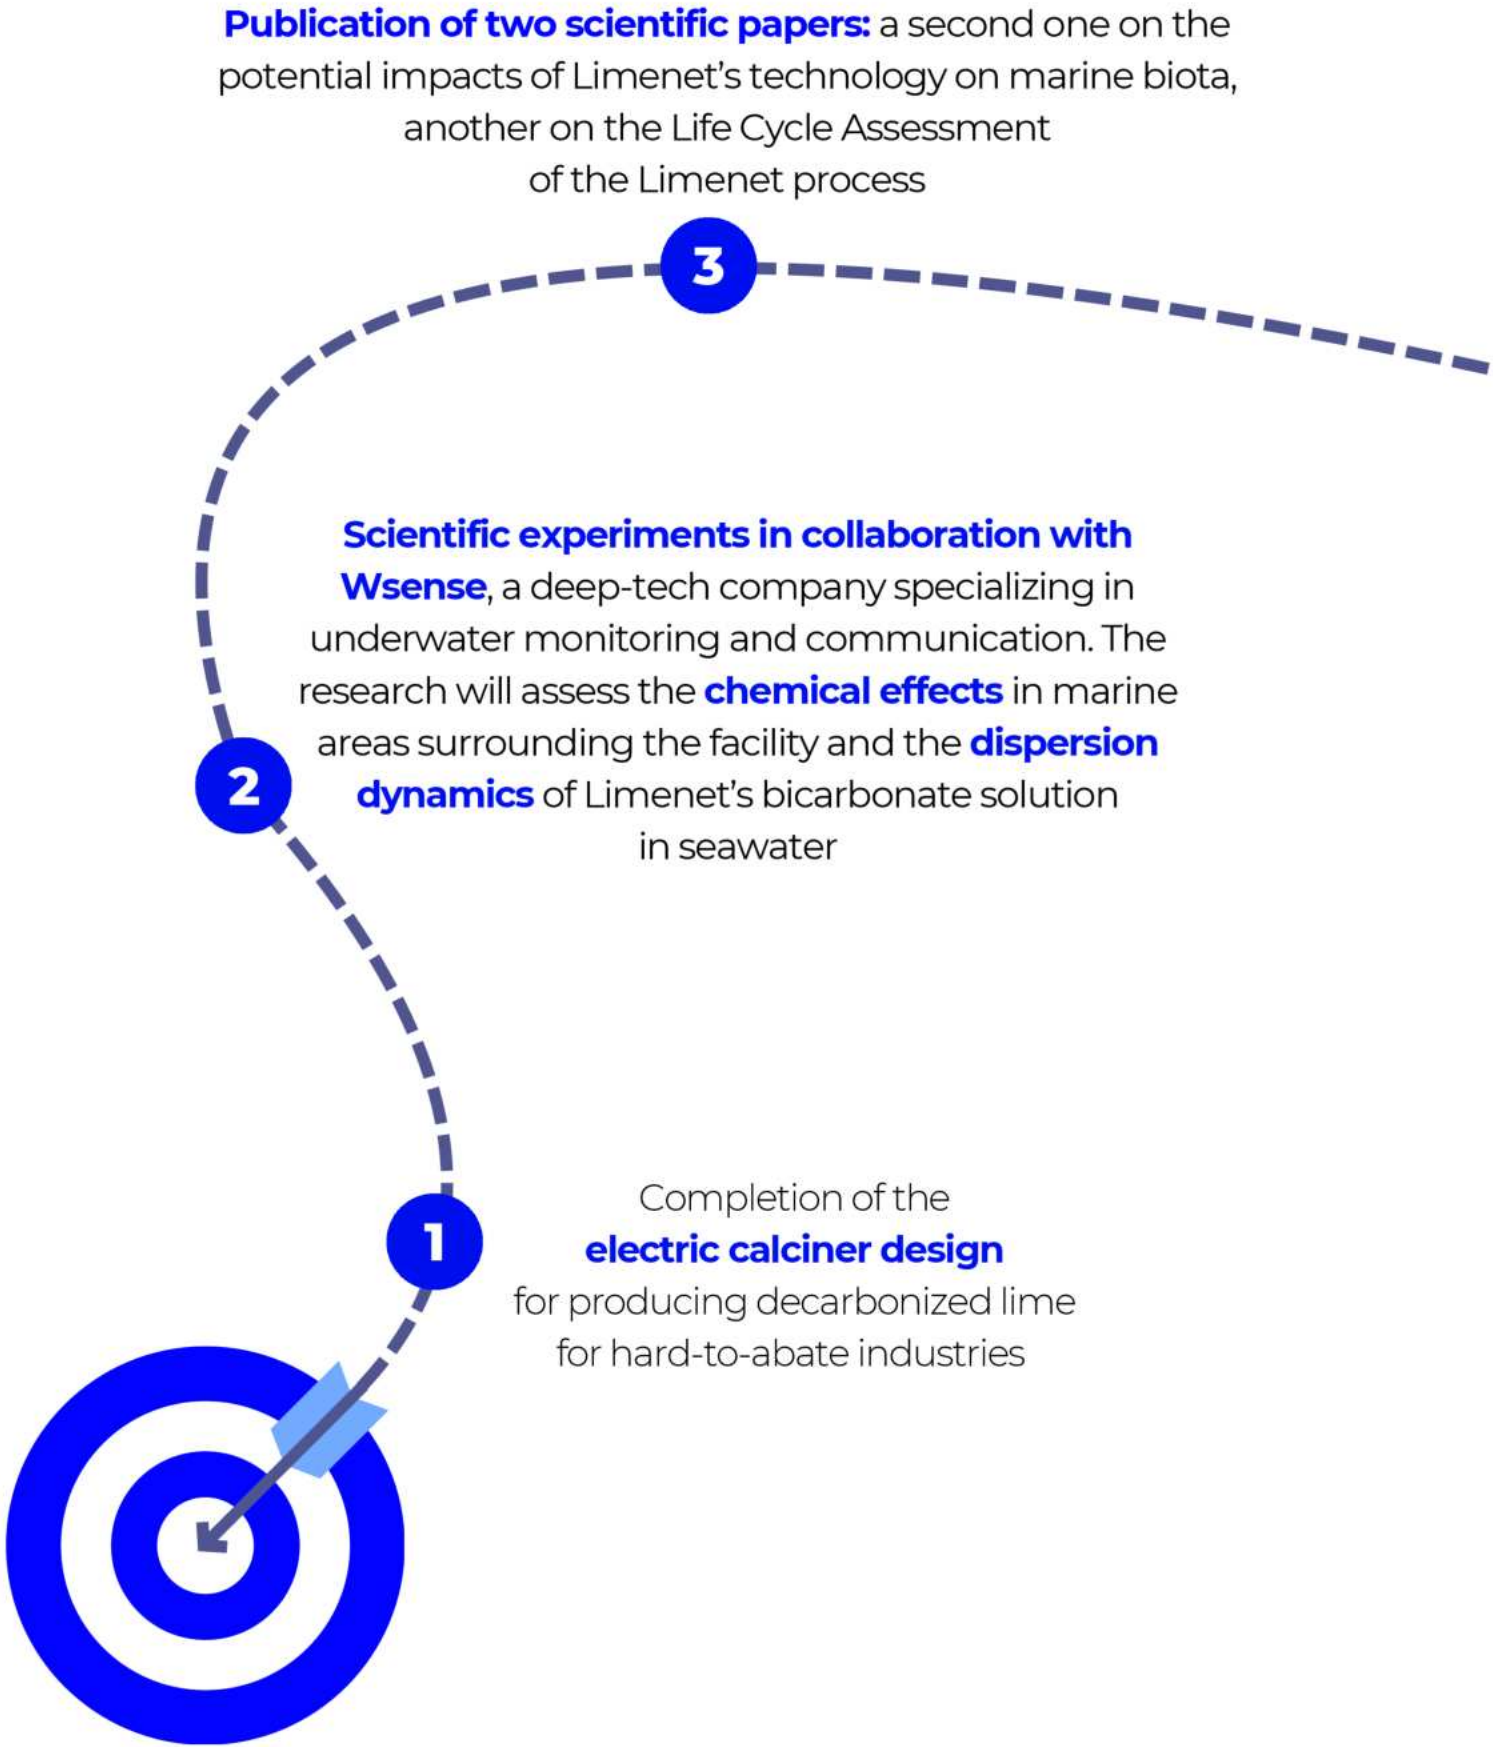 Publication of two scientific papers: a second one on the
potential impacts of Limenet's technology on marine biota,
another on the Life Cycle Assessment
of the Limenet process
3
Scientific experiments in collaboration with
Wsense, a deep-tech company specializing in
underwater monitoring and communication. The
research will assess the chemical effects in marine
areas surrounding the facility and the dispersion
dynamics of Limenet's bicarbonate solution
in seawater
2
1
Completion of the
electric calciner design
for producing decarbonized lime
for hard-to-abate industries